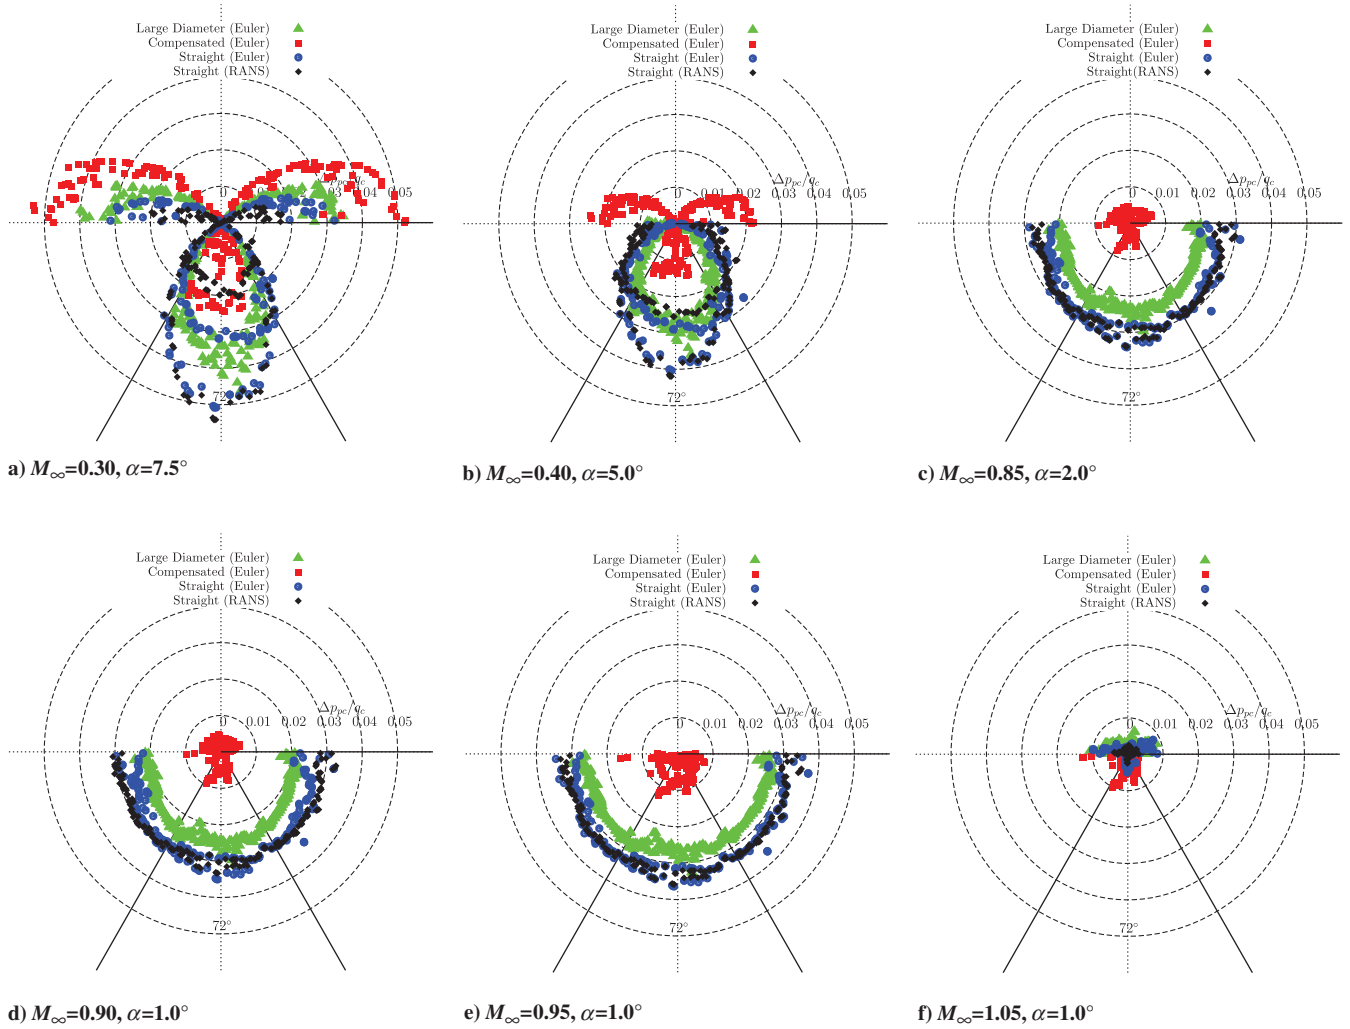 Large Diameter (Euler)
Compensated (Euler)
Straight (Euler)
Straight (RANS)
Δp_pc/q_c
0 0.01 0.02 0.03 0.04 0.05
72°
a) M∞=0.30, α=7.5°
Large Diameter (Euler)
Compensated (Euler)
Straight (Euler)
Straight (RANS)
Δp_pc/q_c
0 0.01 0.02 0.03 0.04 0.05
72°
b) M∞=0.40, α=5.0°
Large Diameter (Euler)
Compensated (Euler)
Straight (Euler)
Straight(RANS)
Δp_pc/q_c
0 0.01 0.02 0.03 0.04 0.05
72°
c) M∞=0.85, α=2.0°
Large Diameter (Euler)
Compensated (Euler)
Straight (Euler)
Straight (RANS)
Δp_pc/q_c
0 0.01 0.02 0.03 0.04 0.05
72°
d) M∞=0.90, α=1.0°
Large Diameter (Euler)
Compensated (Euler)
Straight (Euler)
Straight (RANS)
Δp_pc/q_c
0 0.01 0.02 0.03 0.04 0.05
72°
e) M∞=0.95, α=1.0°
Large Diameter (Euler)
Compensated (Euler)
Straight (Euler)
Straight (RANS)
Δp_pc/q_c
0 0.01 0.02 0.03 0.04 0.05
72°
f) M∞=1.05, α=1.0°